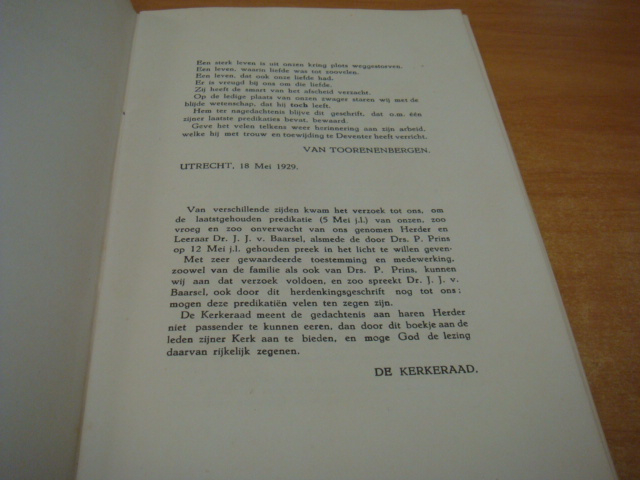 Een sterk leven is uit onzen kring plots weggestorven.
Een leven, waarin liefde was tot zoovelen.
Een leven, dat ook onze liefde had.
Er is vreugd bij ons om die liefde.
Zij heeft de smart van het afscheid verzacht.
Op de ledige plaats van onzen zwager staren wij met de
blijde wetenschap, dat hij toch leeft.
Hem ter nagedachtenis blijve dit geschrift, dat o.m. één
zijner laatste predikaties bevat, bewaard.
Geve het velen telkens weer herinnering aan zijn arbeid,
welke hij met trouw en toewijding te Deventer heeft verricht.
VAN TOORENENBERGEN.
UTRECHT, 18 Mei 1929.
Van verschillende zijden kwam het verzoek tot ons, om
de laatstgehouden predikatie (5 Mei j.l.) van onzen, zoo
vroeg en zoo onverwacht van ons genomen Herder en
Leeraar Dr. J. J. v. Baarsel, alsmede de door Drs. P. Prins
op 12 Mei j.l. gehouden preek in het licht te willen geven.
Met zeer gewaardeerde toestemming en medewerking,
zoowel van de familie als ook van Drs. P. Prins, kunnen
wij aan dat verzoek voldoen, en zoo spreekt Dr. J. J. v.
Baarsel, ook door dit herdenkingsgeschrift nog tot ons;
mogen deze predikatiën velen ten zegen zijn.
De Kerkeraad meent de gedachtenis aan haren Herder
niet passender te kunnen eeren, dan door dit boekje aan de
leden zijner Kerk aan te bieden, en moge God de lezing
daarvan rijkelijk zegenen.
DE KERKERAAD.